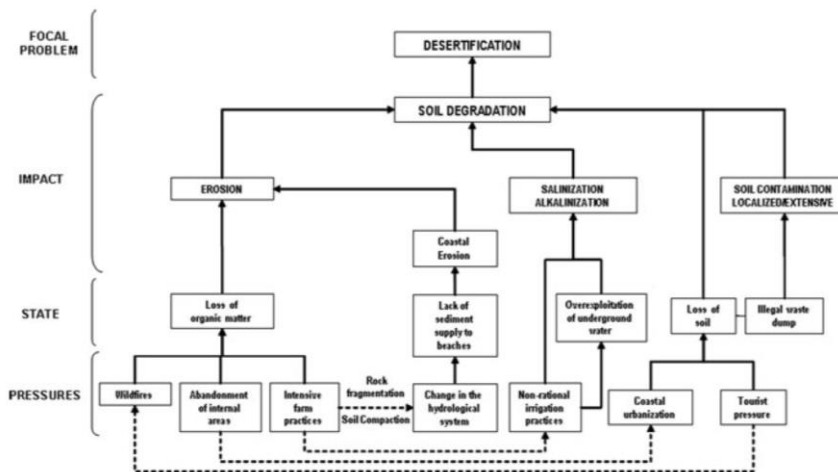 FOCAL
PROBLEM
DESERTIFICATION
SOIL DEGRADATION
IMPACT
EROSION
SALINIZATION
ALKALINIZATION
SOIL CONTAMINATION
LOCALIZED/EXTENSIVE
Coastal
Erosion
STATE
Loss of
organic matter
Lack of
sediment
supply to
beaches
Overexploitation
of underground
water
Loss of
soil
Illegal waste
dump
PRESSURES
Wildfires
Abandonment
of internal
areas
Intensive
farm
practices
Rock
fragmentation
Soil Compaction
Change in the
hydrological
system
Non-rational
irrigation
practices
Coastal
urbanization
Tourist
pressure